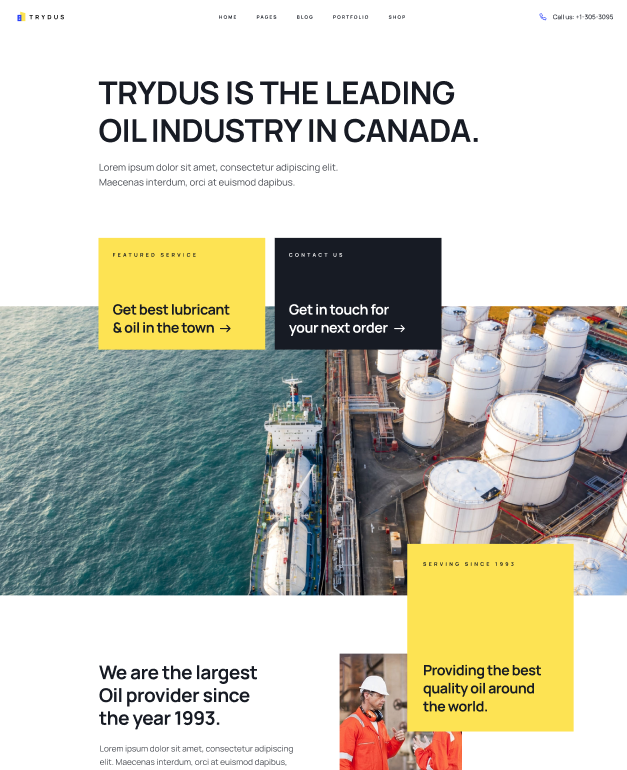 TRYDUS
HOME PAGES BLOG PORTFOLIO SHOP
Call us: +1-305-3095
TRYDUS IS THE LEADING
OIL INDUSTRY IN CANADA.
Lorem ipsum dolor sit amet, consectetur adipiscing elit.
Maecenas interdum, orci at euismod dapibus.
FEATURED SERVICE
Get best lubricant
& oil in the town →
CONTACT US
Get in touch for
your next order →
SERVING SINCE 1993
Providing the best
quality oil around
the world.
We are the largest
Oil provider since
the year 1993.
Lorem ipsum dolor sit amet, consectetur adipiscing
elit. Maecenas interdum, orci at euismod dapibus,